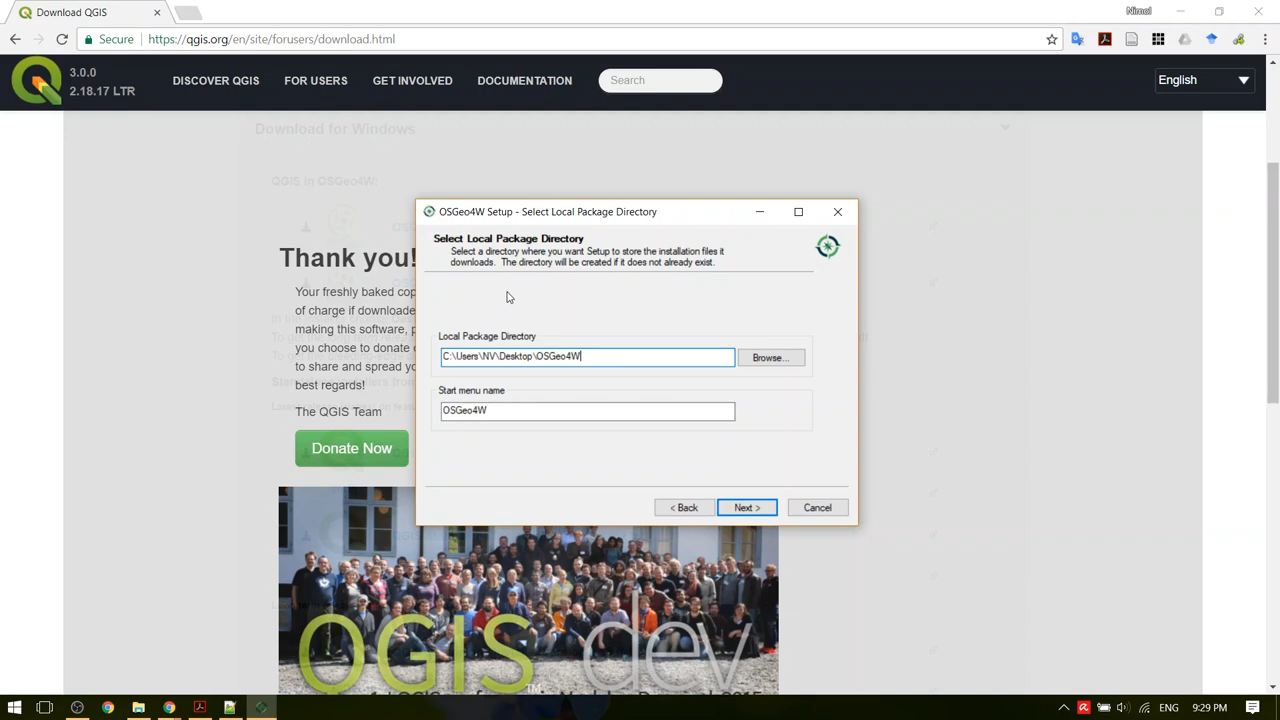 Download QGIS
Nimol
Secure
https://qgis.org/en/site/forusers/download.html
3.0.0
2.18.17 LTR
DISCOVER QGIS
FOR USERS
GET INVOLVED
DOCUMENTATION
Search
English
Download for Windows
QGIS in OSGeo4W:
OSGeo4W Setup - Select Local Package Directory
Select Local Package Directory
Select a directory where you want Setup to store the installation files it
downloads. The directory will be created if it does not already exist.
Local Package Directory
C:\Users\NV\Desktop\OSGeo4W
Browse...
Start menu name
OSGeo4W
< Back
Next >
Cancel
Thank you!
Your freshly baked cop
of charge if downloade
making this software, p
you choose to donate
to share and spread yo
best regards!
The QGIS Team
Donate Now
QGIS dev
ENG
9:29 PM